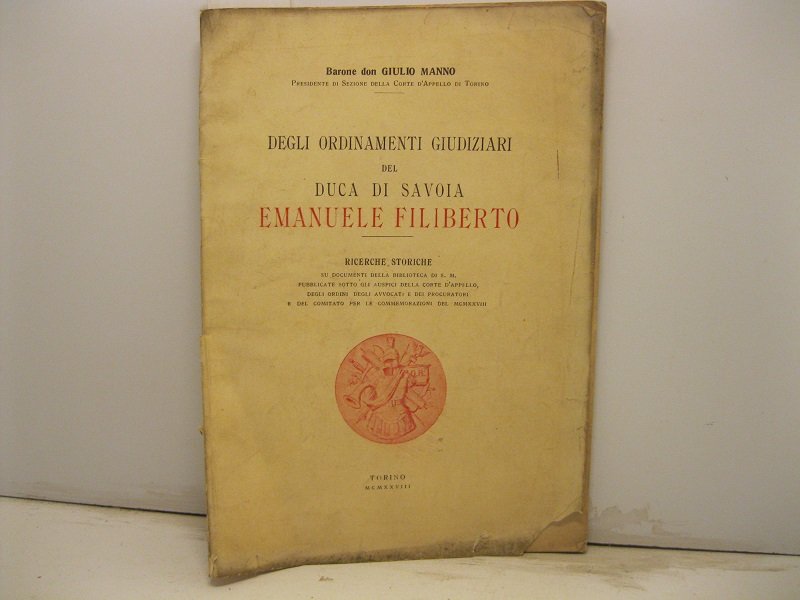 Barone don GIULIO MANNO
PRESIDENTE DI SEZIONE DELLA CORTE D'APPELLO DI TORINO
DEGLI ORDINAMENTI GIUDIZIARI
DEL
DUCA DI SAVOIA
EMANUELE FILIBERTO
RICERCHE STORICHE
SU DOCUMENTI DELLA BIBLIOTECA DI S. M.
PUBBLICATE SOTTO GLI AUSPICI DELLA CORTE D'APPELLO,
DEGLI ORDINI DEGLI AVVOCATI E DEI PROCURATORI
E DEL COMITATO PER LE COMMEMORAZIONI DEL MCMXXVIII
TORINO
MCMXXVIII